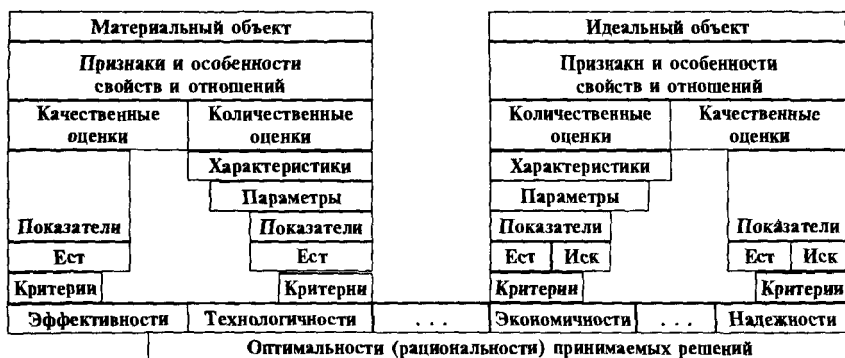 Материальный объект
Идеальный объект
Признаки и особенности
свойств и отношений
Признаки и особенности
свойств и отношений
Качественные
оценки
Количественные
оценки
Количественные
оценки
Качественные
оценки
Характеристики
Характеристики
Параметры
Параметры
Показатели
Показатели
Показатели
Показатели
Ест
Ест
Ест Иск
Ест Иск
Критерии
Критерии
Критерии
Критерии
Эффективности Технологичности . . . Экономичности . . . Надежности
Оптимальности (рациональности) принимаемых решений